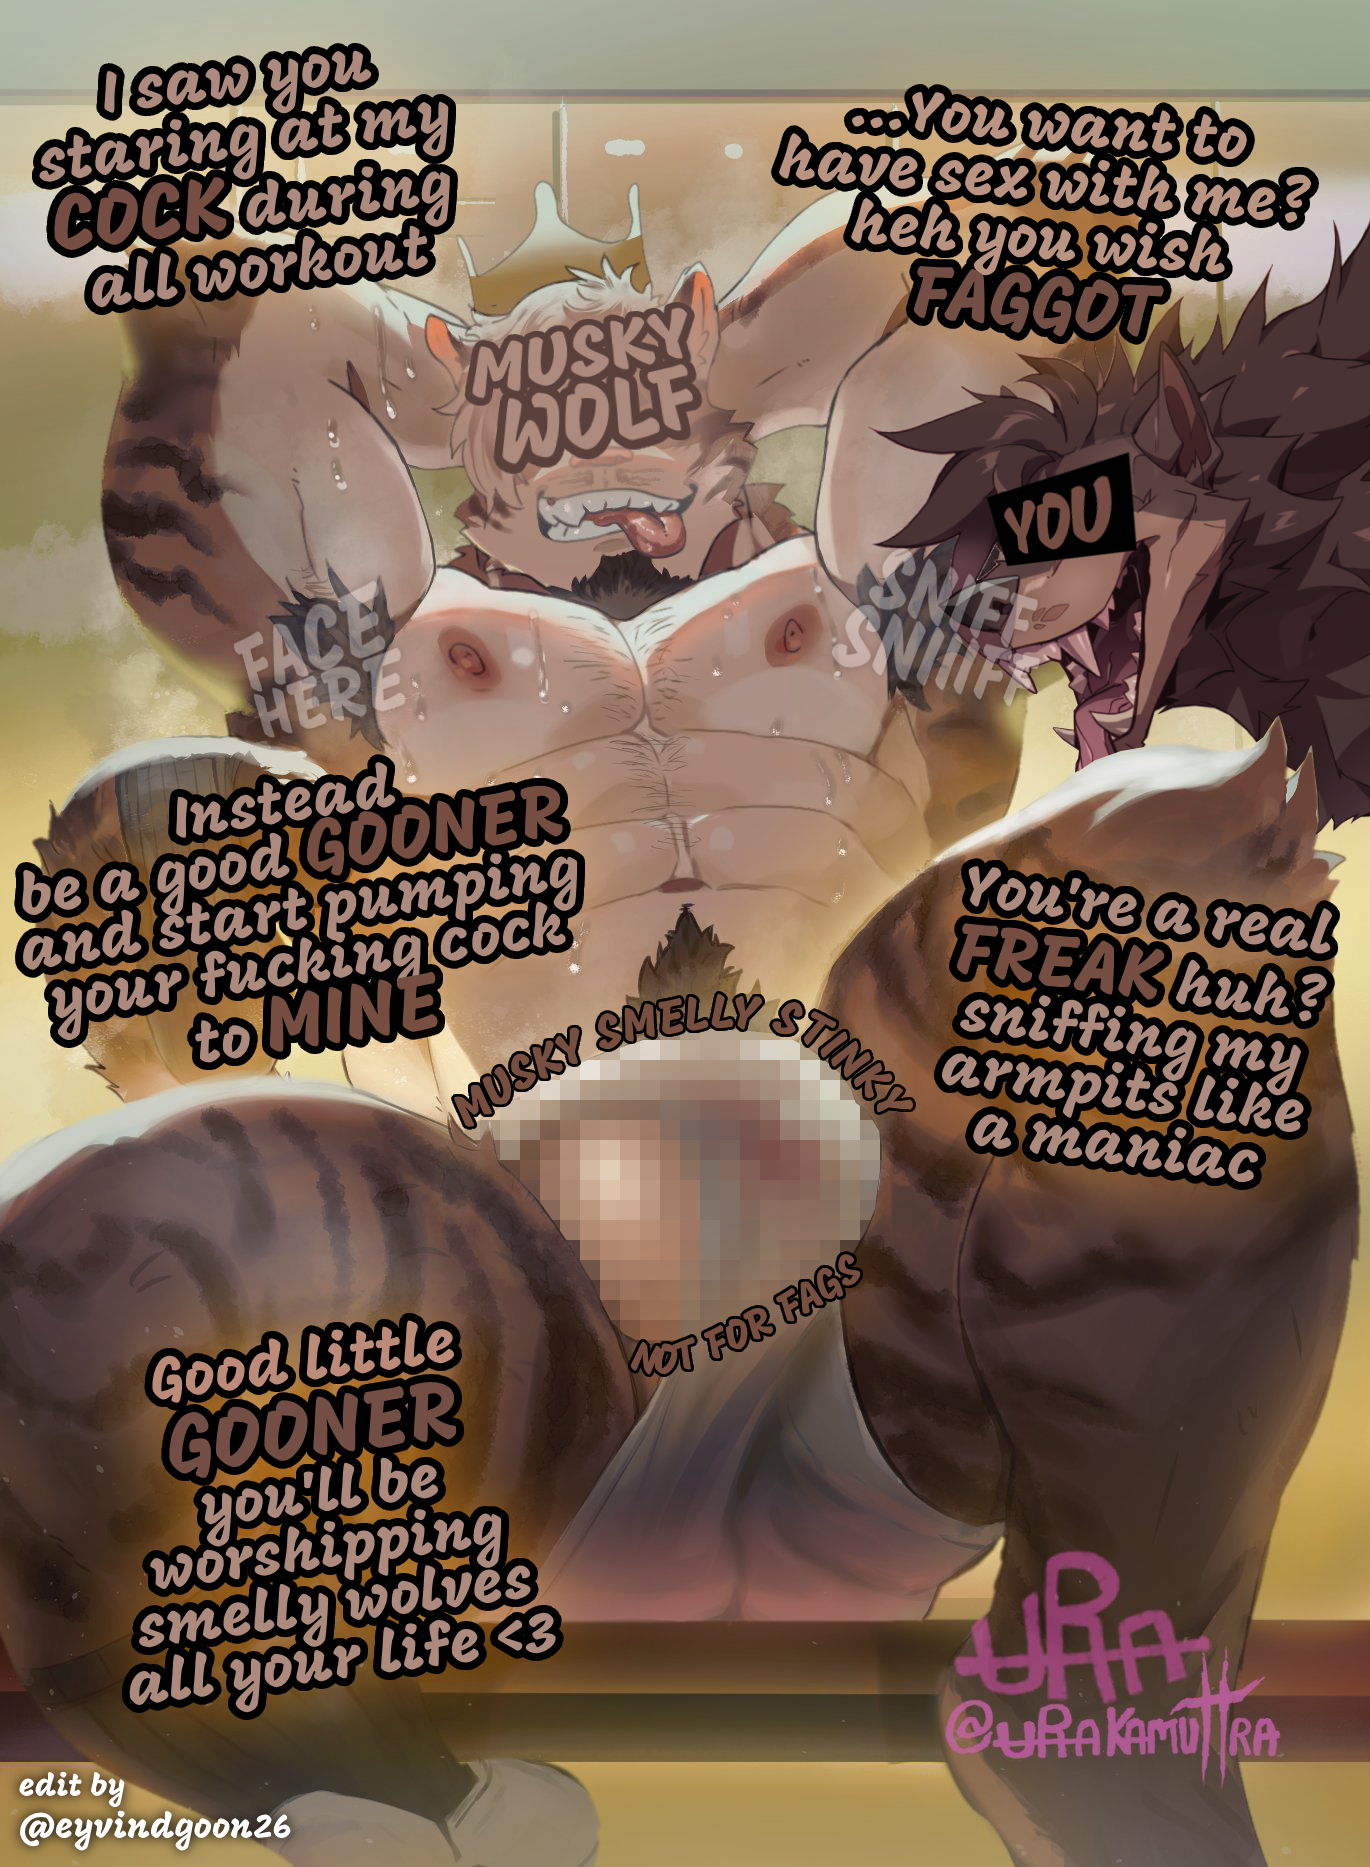 I saw you
staring at my
COCK during
all workout
...You want to
have sex with me?
heh you wish
FAGGOT
MUSKY
WOLF
YOU
FACE
HERE
SNIFF
SNIIFF
Instead
be a good GOONER
and start pumping
your fucking cock
to MINE
You're a real
FREAK huh?
sniffing my
armpits like
a maniac
MUSKY SMELLY STINKY
NOT FOR FAGS
Good little
GOONER
you'll be
worshipping
smelly wolves
all your life <3
URA
@URAKAMUTTRA
edit by
@eyvindgoon26